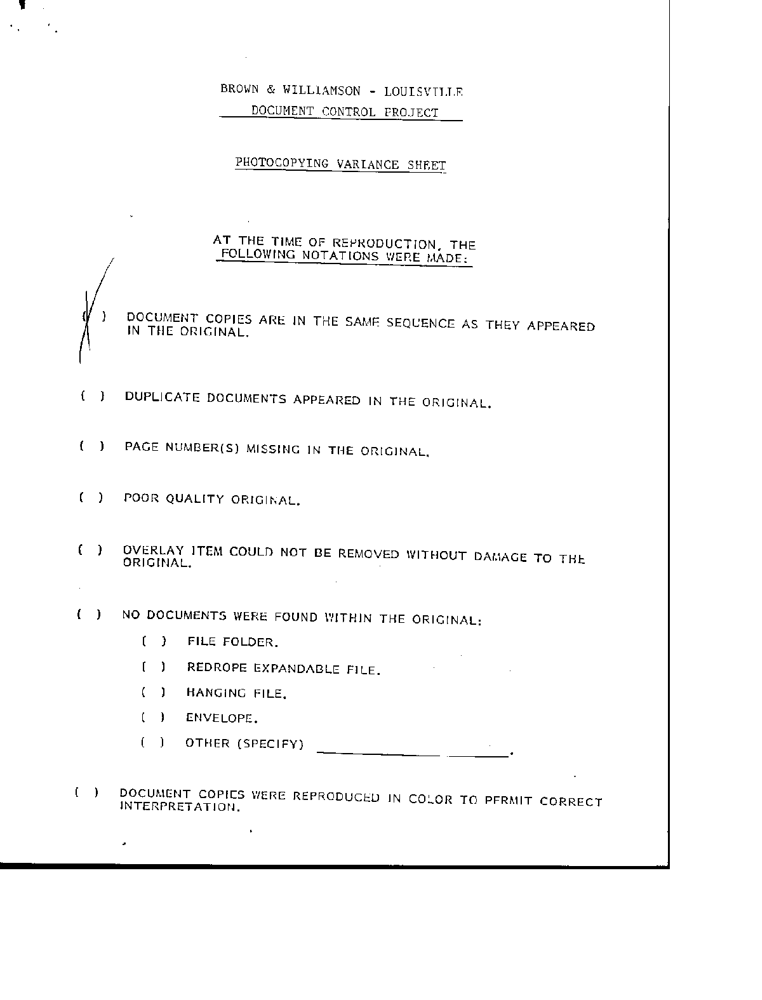 BROWN & WILLIAMSON - LOUISVILLE
DOCUMENT CONTROL PROJECT
PHOTOCOPYING VARIANCE SHEET
AT THE TIME OF REPRODUCTION, THE
FOLLOWING NOTATIONS WERE MADE:
( ) DOCUMENT COPIES ARE IN THE SAME SEQUENCE AS THEY APPEARED
IN THE ORIGINAL.
( ) DUPLICATE DOCUMENTS APPEARED IN THE ORIGINAL.
( ) PAGE NUMBER(S) MISSING IN THE ORIGINAL.
( ) POOR QUALITY ORIGINAL.
( ) OVERLAY ITEM COULD NOT BE REMOVED WITHOUT DAMAGE TO THE
ORIGINAL.
( ) NO DOCUMENTS WERE FOUND WITHIN THE ORIGINAL:
( ) FILE FOLDER.
( ) REDROPE EXPANDABLE FILE.
( ) HANGING FILE.
( ) ENVELOPE.
( ) OTHER (SPECIFY) ______________ .
( ) DOCUMENT COPIES WERE REPRODUCED IN COLOR TO PERMIT CORRECT
INTERPRETATION.